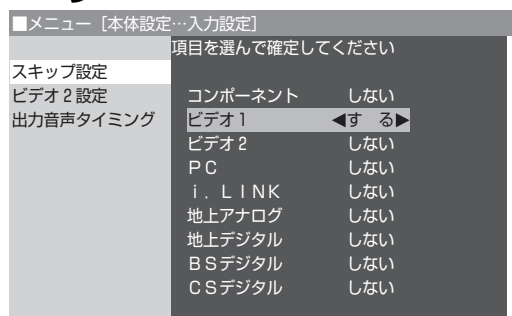 ■メニュー［本体設定…入力設定］
項目を選んで確定してください
スキップ設定
ビデオ２設定
出力音声タイミング
コンポーネント しない
ビデオ１ ◀す る▶
ビデオ２ しない
ＰＣ しない
ｉ．ＬＩＮＫ しない
地上アナログ しない
地上デジタル しない
ＢＳデジタル しない
ＣＳデジタル しない